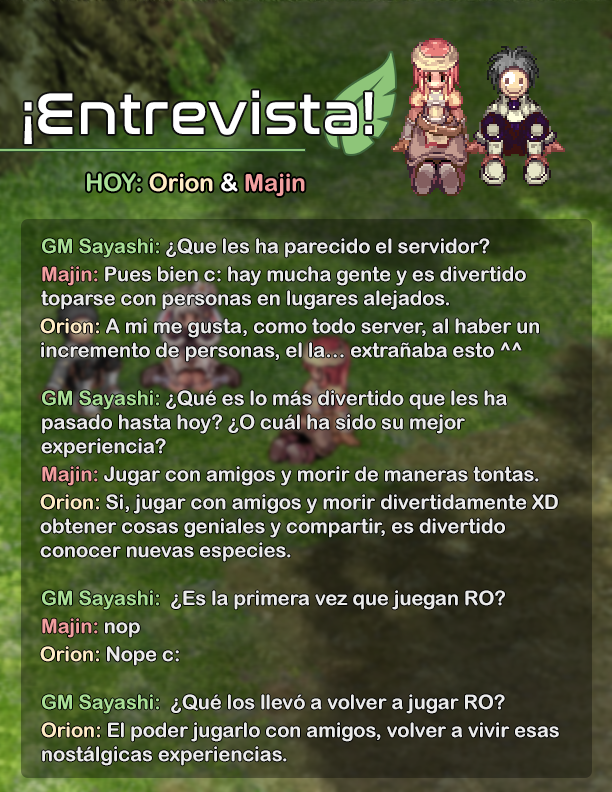 ¡Entrevista!
HOY: Orion & Majin
GM Sayashi: ¿Que les ha parecido el servidor?
Majin: Pues bien c: hay mucha gente y es divertido
toparse con personas en lugares alejados.
Orion: A mi me gusta, como todo server, al haber un
incremento de personas, el la... extrañaba esto ^^
GM Sayashi: ¿Qué es lo más divertido que les ha
pasado hasta hoy? ¿O cuál ha sido su mejor
experiencia?
Majin: Jugar con amigos y morir de maneras tontas.
Orion: Si, jugar con amigos y morir divertidamente XD
obtener cosas geniales y compartir, es divertido
conocer nuevas especies.
GM Sayashi: ¿Es la primera vez que juegan RO?
Majin: nop
Orion: Nope c:
GM Sayashi: ¿Qué los llevó a volver a jugar RO?
Orion: El poder jugarlo con amigos, volver a vivir esas
nostálgicas experiencias.